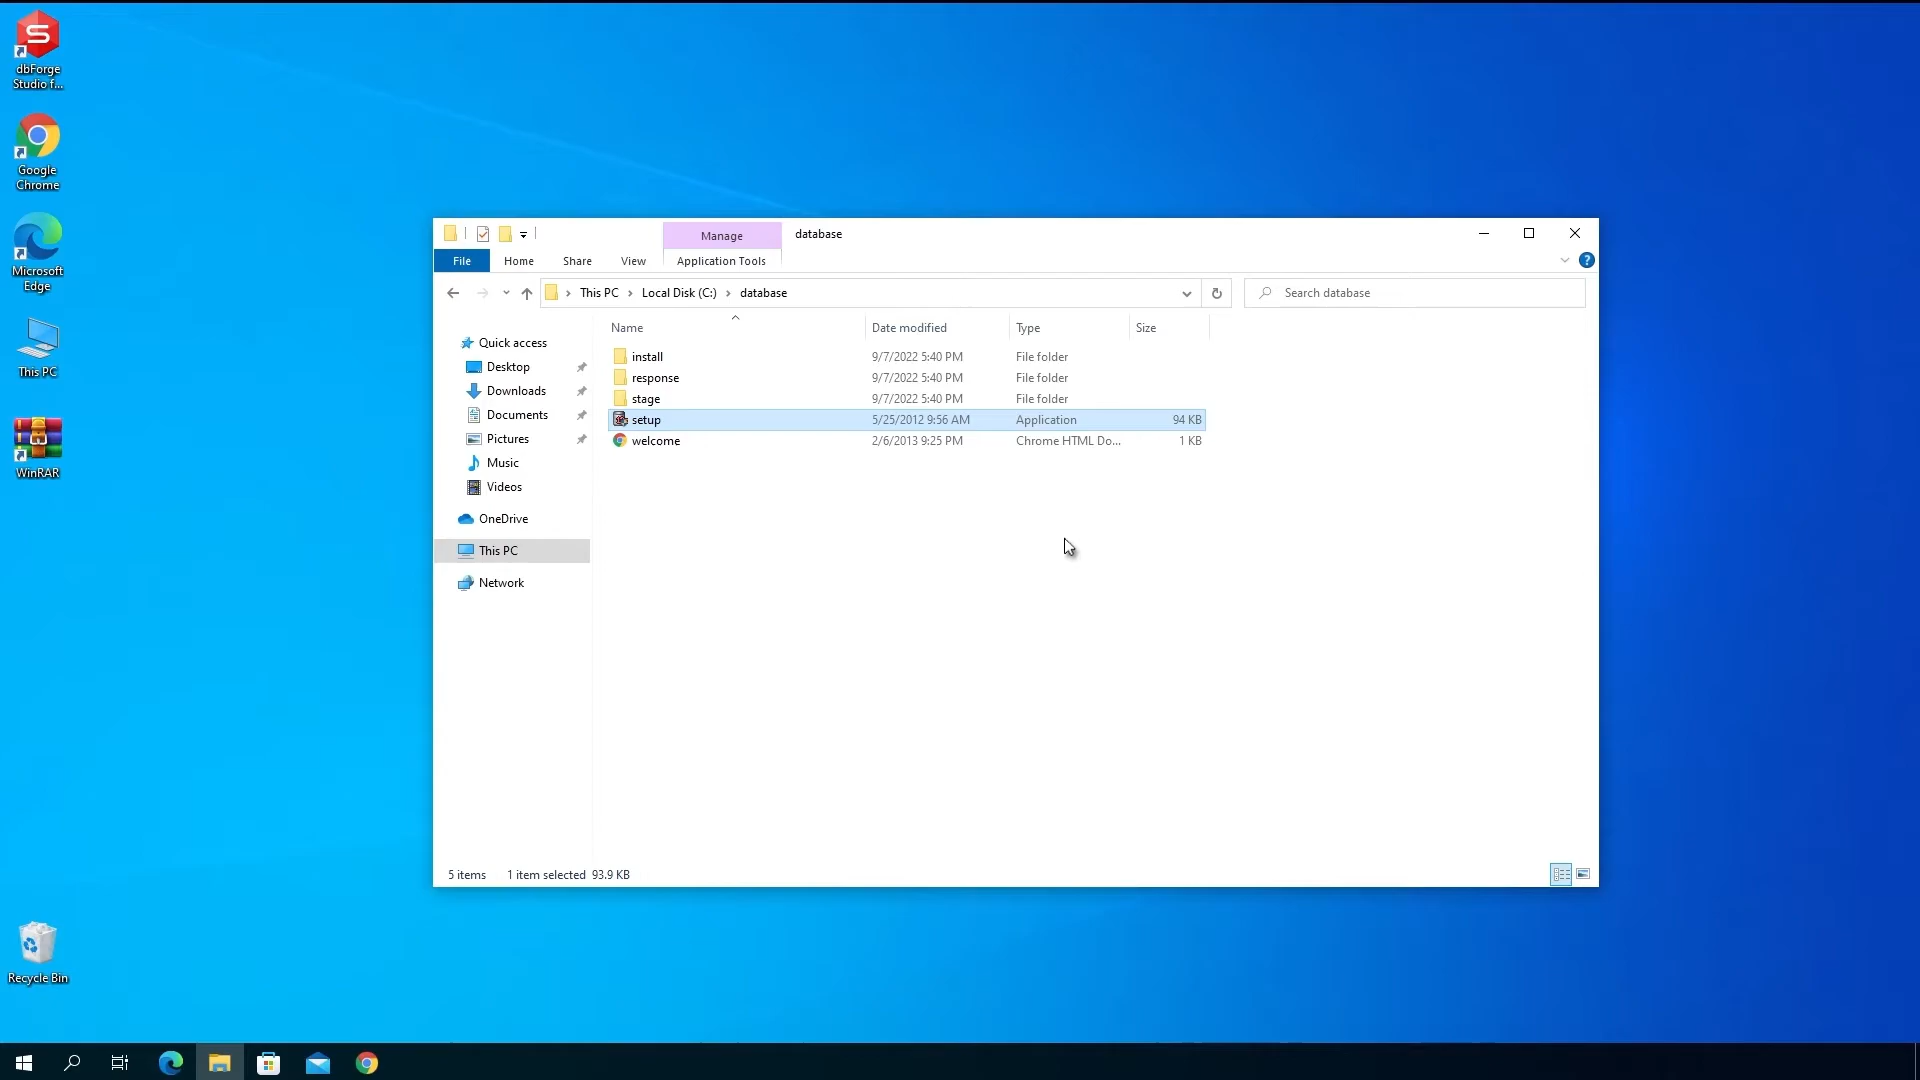 dbForge
Studio f...
Google
Chrome
Microsoft
Edge
This PC
WinRAR
Recycle Bin
Manage
database
File
Home
Share
View
Application Tools
This PC
Local Disk (C:)
database
Search database
Name
Date modified
Type
Size
Quick access
Desktop
Downloads
Documents
Pictures
Music
Videos
OneDrive
This PC
Network
install 9/7/2022 5:40 PM File folder
response 9/7/2022 5:40 PM File folder
stage 9/7/2022 5:40 PM File folder
setup 5/25/2012 9:56 AM Application 94 KB
welcome 2/6/2013 9:25 PM Chrome HTML Do... 1 KB
5 items 1 item selected 93.9 KB